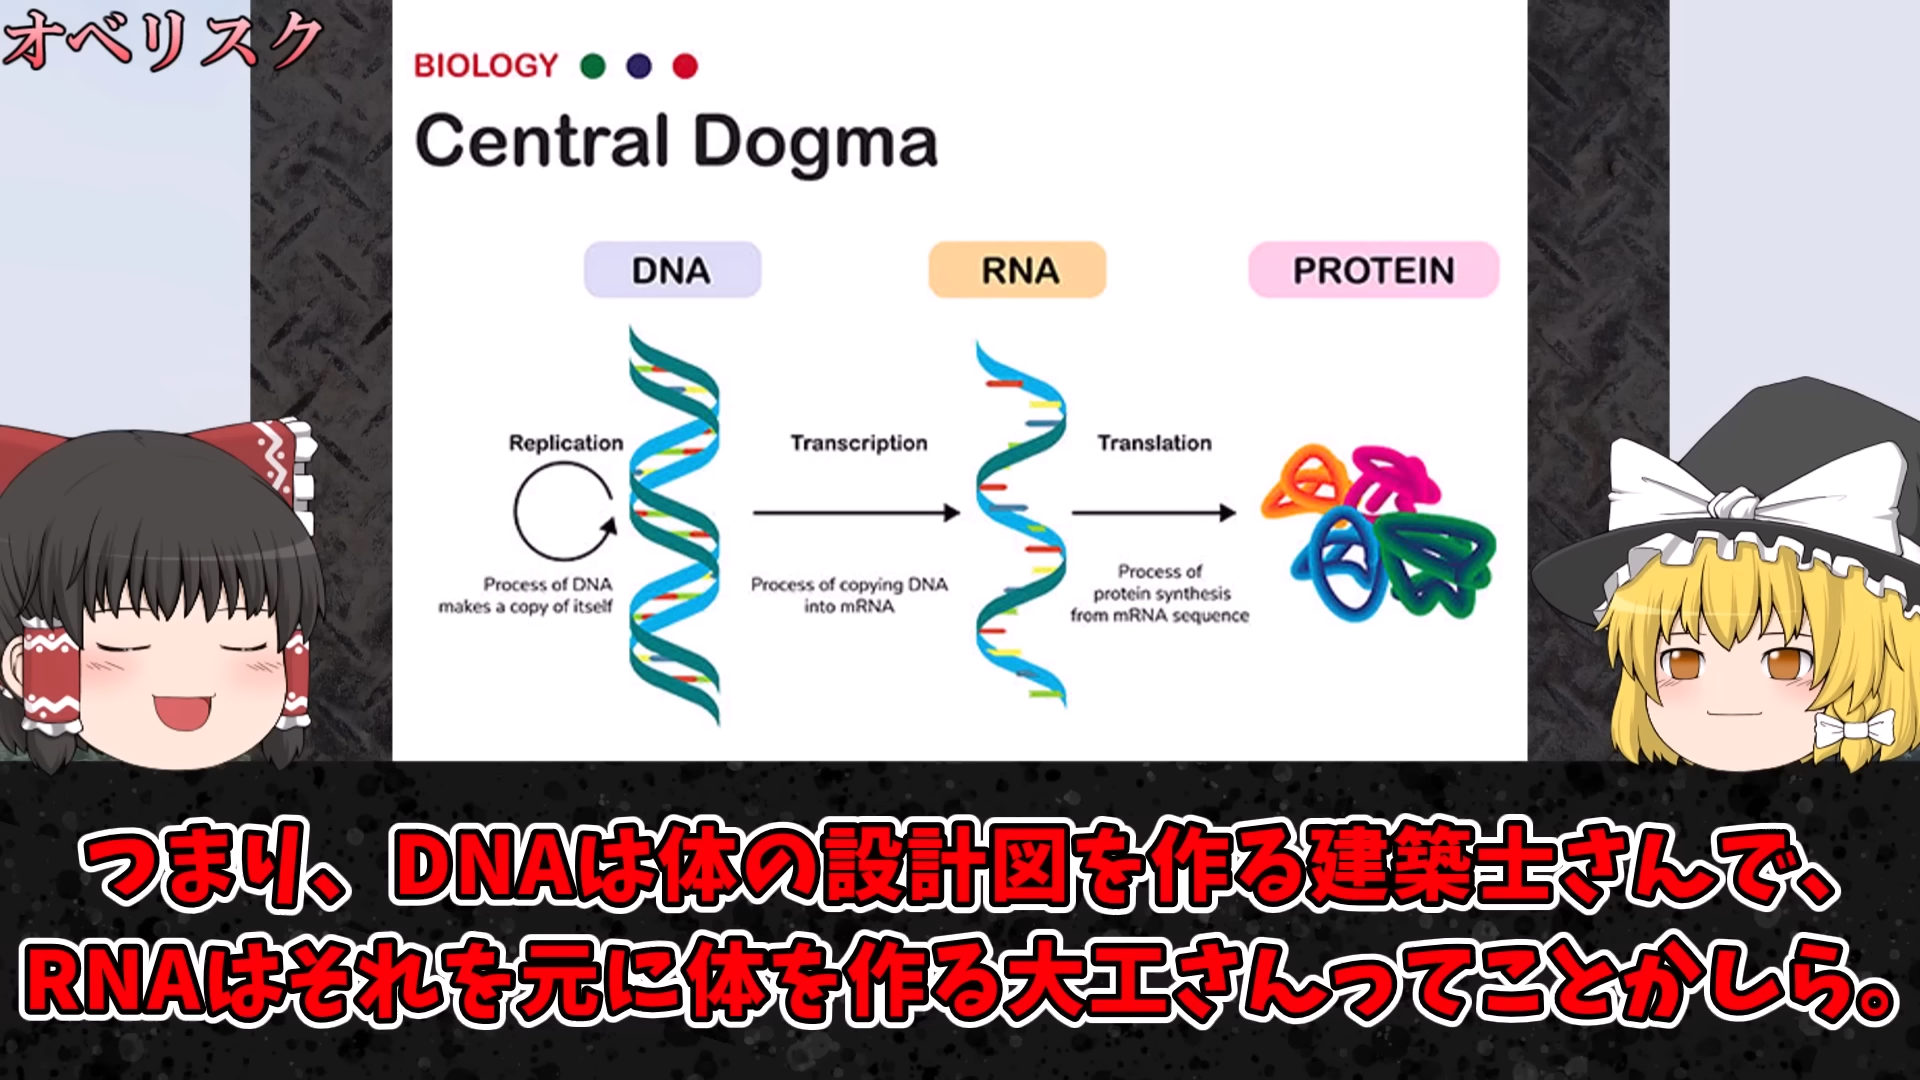 オベリスク
BIOLOGY
Central Dogma
DNA
RNA
PROTEIN
Replication
Transcription
Translation
Process of DNA
makes a copy of itself
Process of copying DNA
into mRNA
Process of
protein synthesis
from mRNA sequence
つまり、DNAは体の設計図を作る建築士さんで、
RNAはそれを元に体を作る大工さんってことかしら。